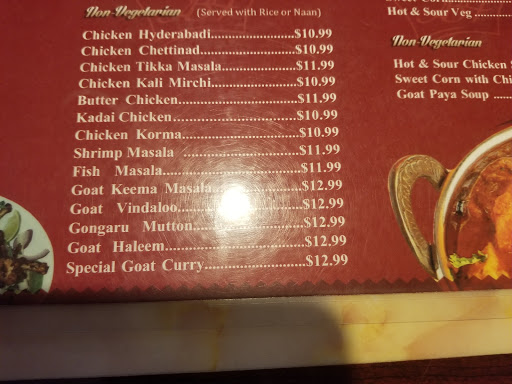 Non-Vegetarian (Served with Rice or Naan)
Chicken Hyderabadi....................$10.99
Chicken Chettinad......................$10.99
Chicken Tikka Masala.................$11.99
Chicken Kali Mirchi....................$10.99
Butter Chicken............................$11.99
Kadai Chicken.............................$10.99
Chicken Korma...........................$10.99
Shrimp Masala ...........................$11.99
Fish Masala................................$11.99
Goat Keema Masala....................$12.99
Goat Vindaloo.............................$12.99
Gongaru Mutton.........................$12.99
Goat Haleem...............................$12.99
Special Goat Curry......................$12.99
Hot & Sour Veg .........
Non-Vegetarian
Hot & Sour Chicken
Sweet Corn with
Goat Paya Soup ........